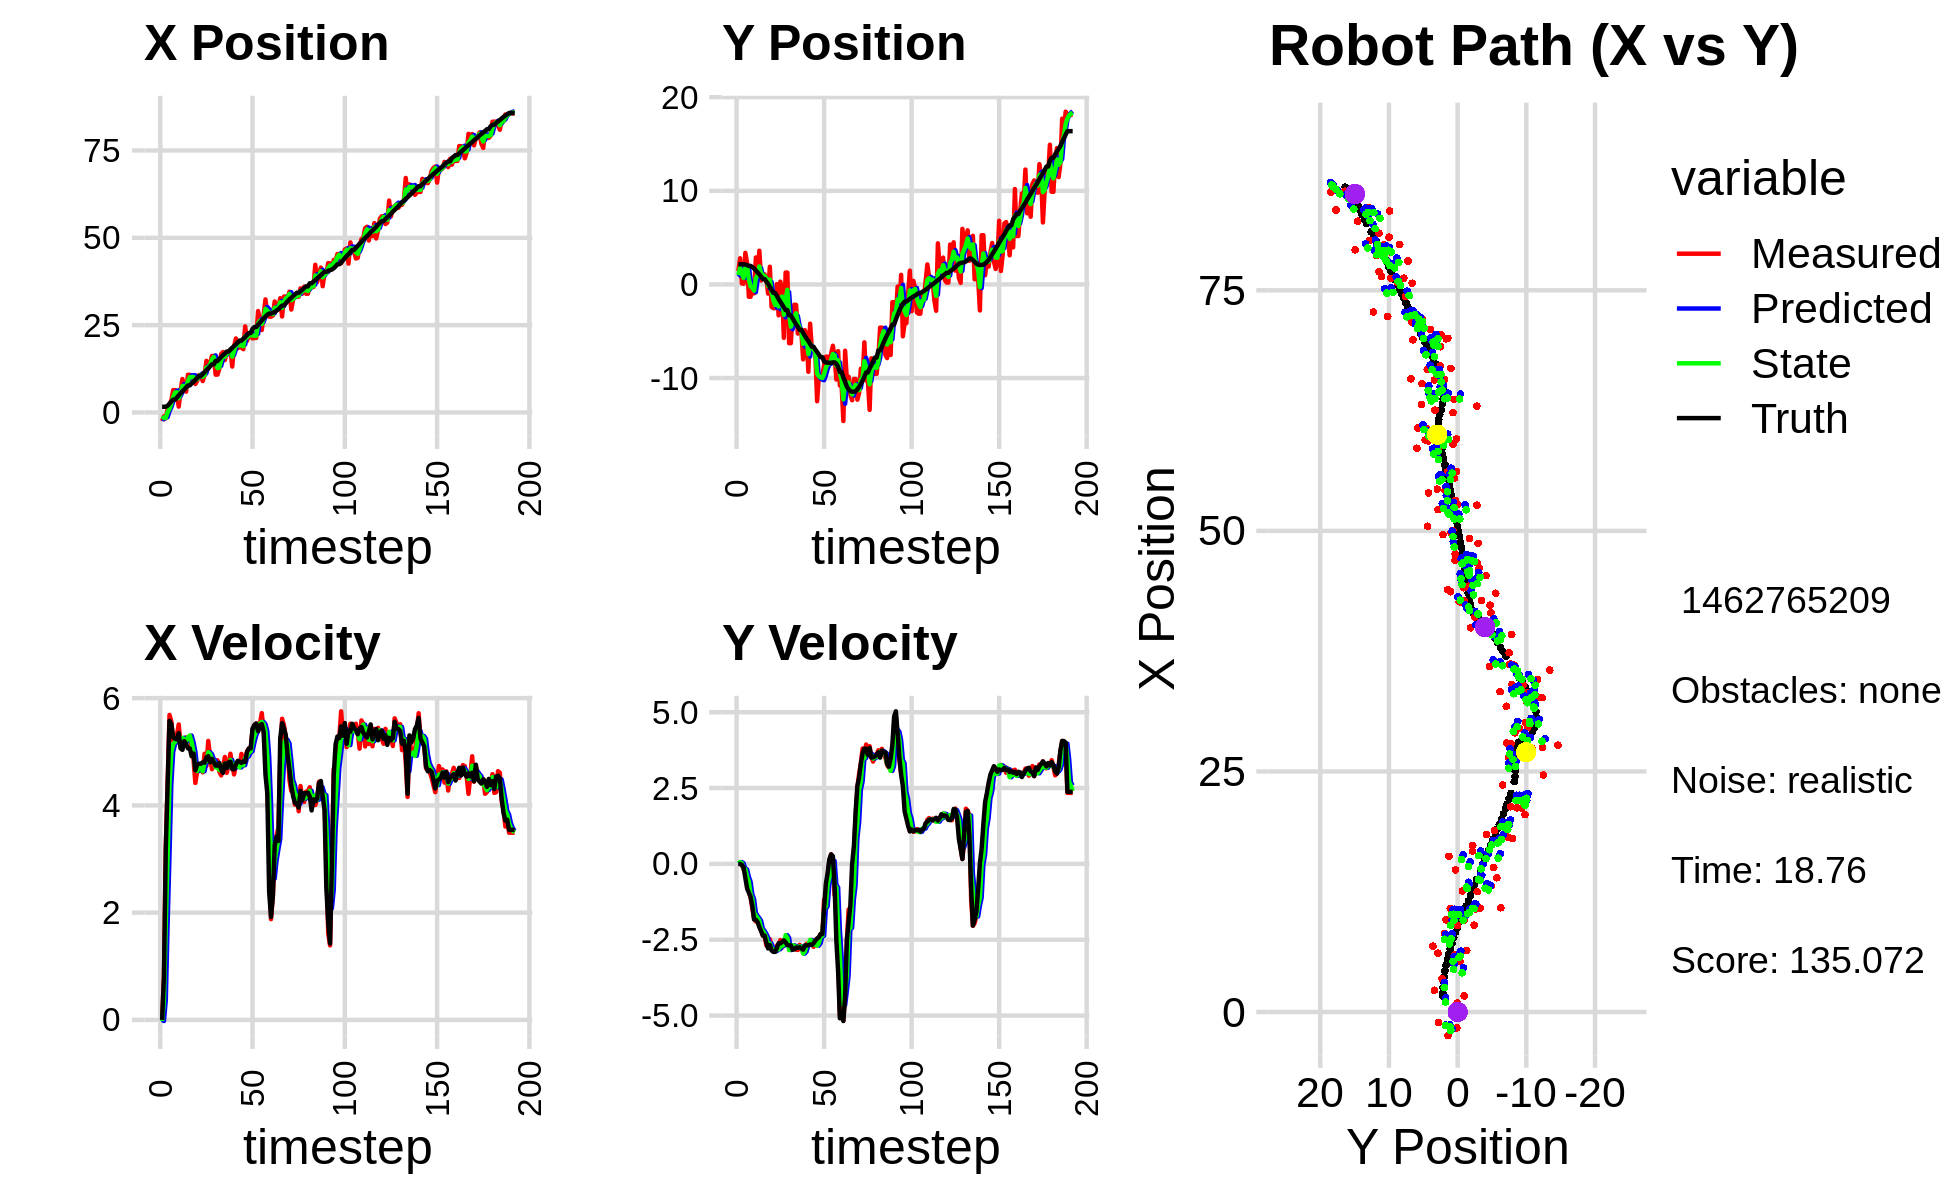 X Position
75
50
25
0
0
50
100
150
200
timestep
Y Position
20
10
0
-10
0
50
100
150
200
timestep
X Velocity
6
4
2
0
0
50
100
150
200
timestep
Y Velocity
5.0
2.5
0.0
-2.5
-5.0
0
50
100
150
200
timestep
Robot Path (X vs Y)
X Position
75
50
25
0
20 10 0 -10 -20
Y Position
variable
Measured
Predicted
State
Truth
1462765209
Obstacles: none
Noise: realistic
Time: 18.76
Score: 135.072